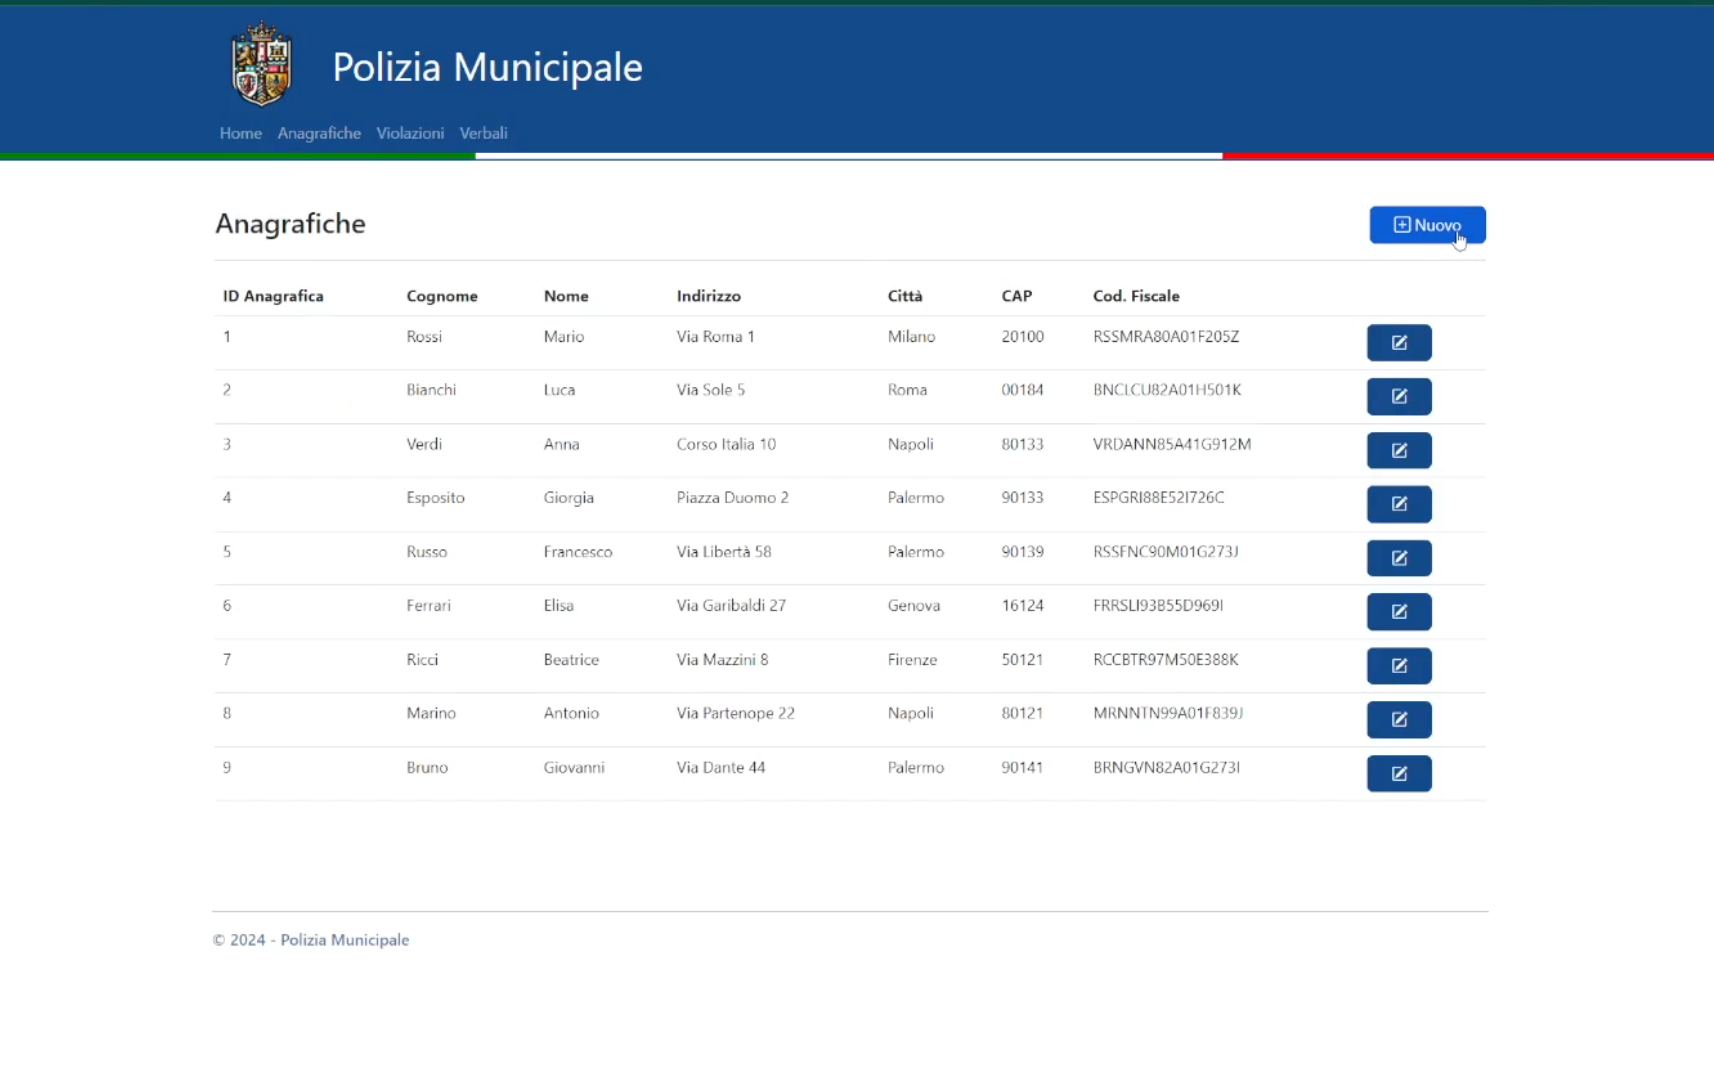 Polizia Municipale
Home Anagrafiche Violazioni Verbali
Anagrafiche
Nuovo
ID Anagrafica Cognome Nome Indirizzo Città CAP Cod. Fiscale
1 Rossi Mario Via Roma 1 Milano 20100 RSSMRA80A01F205Z
2 Bianchi Luca Via Sole 5 Roma 00184 BNCLCU82A01H501K
3 Verdi Anna Corso Italia 10 Napoli 80133 VRDANN85A41G912M
4 Esposito Giorgia Piazza Duomo 2 Palermo 90133 ESPGRI88E52I726C
5 Russo Francesco Via Libertà 58 Palermo 90139 RSSFNC90M01G273J
6 Ferrari Elisa Via Garibaldi 27 Genova 16124 FRRSLI93B55D969I
7 Ricci Beatrice Via Mazzini 8 Firenze 50121 RCCBTR97M50E388K
8 Marino Antonio Via Partenope 22 Napoli 80121 MRNNTN99A01F839J
9 Bruno Giovanni Via Dante 44 Palermo 90141 BRNGVN82A01G273I
© 2024 - Polizia Municipale